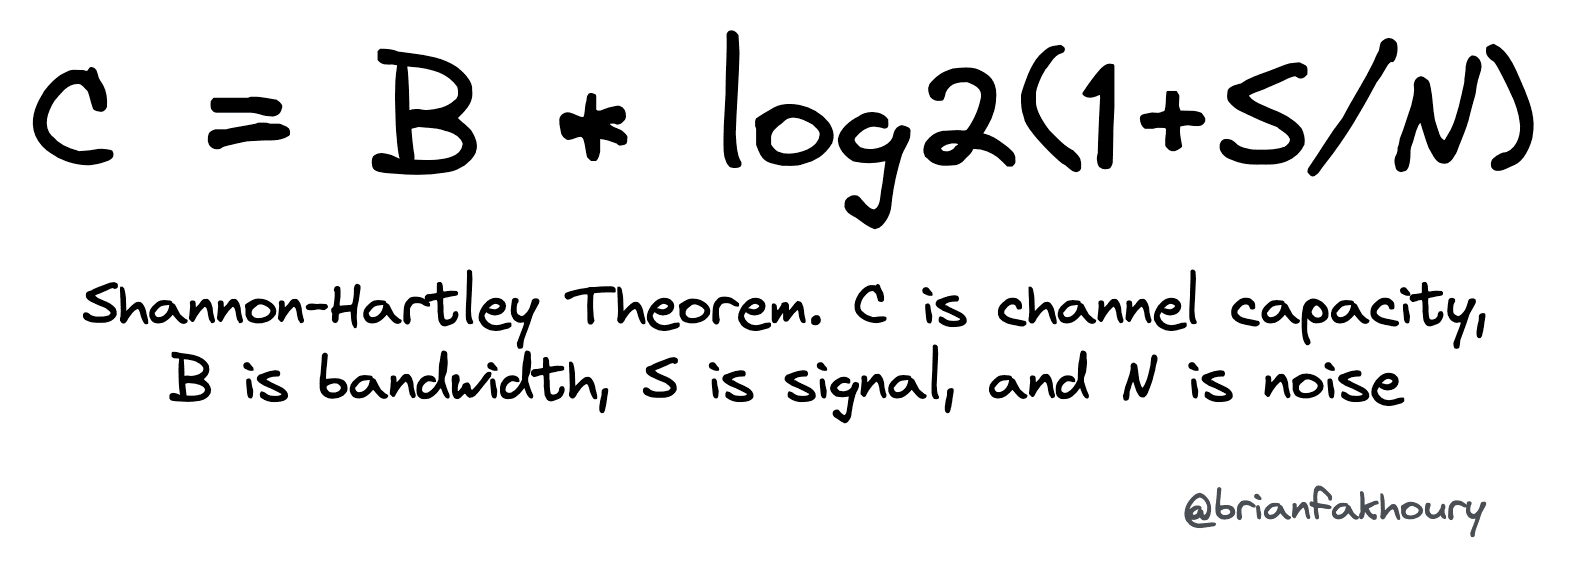 C = B * log2(1+S/N)
Shannon-Hartley Theorem. C is channel capacity,
B is bandwidth, S is signal, and N is noise
@brianfakhoury